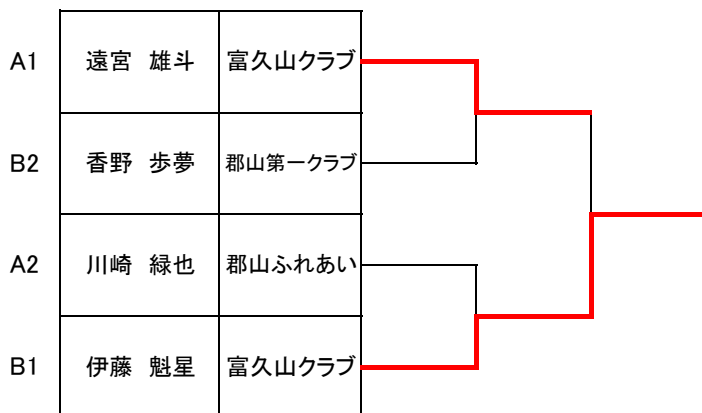 A1 遠宮 雄斗 富久山クラブ
B2 香野 歩夢 郡山第一クラブ
A2 川崎 緑也 郡山ふれあい
B1 伊藤 魁星 富久山クラブ